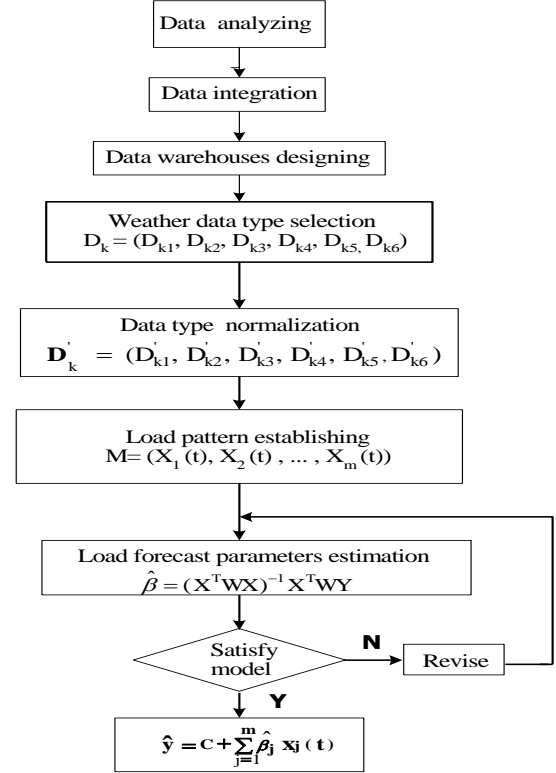 Data analyzing
Data integration
Data warehouses designing
Weather data type selection
Dₖ = (Dₖ₁, Dₖ₂, Dₖ₃, Dₖ₄, Dₖ₅, Dₖ₆)
Data type normalization
D'ₖ = (D'ₖ₁, D'ₖ₂, D'ₖ₃, D'ₖ₄, D'ₖ₅, D'ₖ₆)
Load pattern establishing
M= (X₁(t), X₂(t) , ... , Xₘ(t))
Load forecast parameters estimation
β̂ = (XᵀWX)⁻¹ XᵀWY
Satisfy
model
N
Revise
Y
ŷ = C + ∑ⱼ₌₁ᵐ β̂ⱼ xⱼ(t)